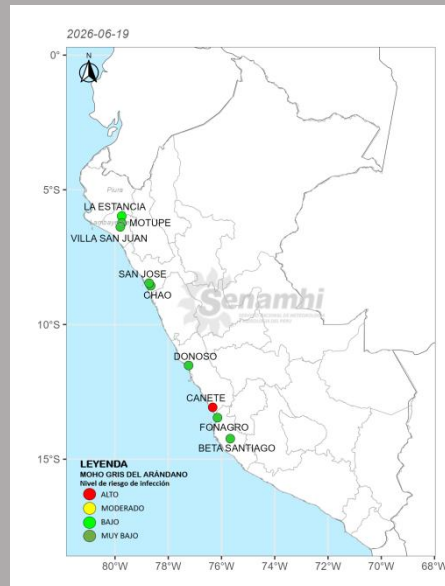 2026-06-19
N
0°
5°S
10°S
15°S
Piura
LA ESTANCIA
MOTUPE
VILLA SAN JUAN
SAN JOSE
CHAO
Senamhi
DONOSO
CANETE
FONAGRO
BETA SANTIAGO
LEYENDA
MOHO GRIS DEL ARÁNDANO
Nivel de riesgo de infección
ALTO
MODERADO
BAJO
MUY BAJO
80°W 78°W 76°W 74°W 72°W 70°W 68°W